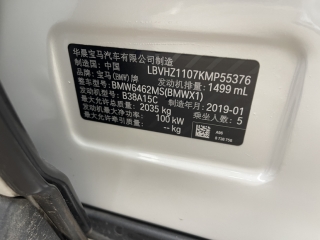 华晨宝马汽车有限公司制造
制造国: 中国 LBVHZ1107KMP55376
品牌: 宝马(BMW)牌 发动机排量: 1499 mL
整车型号: BMW6462MS(BMWX1)
发动机型号: B38A15C 制造年月: 2019-01
最大允许总质量: 2035 kg 乘坐人数: 5
发动机最大净功率: 100 kW
最大允许牵引质量: -- kg